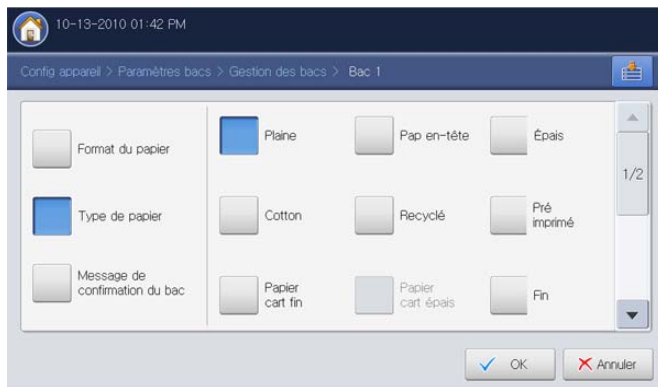 10-13-2010 01:42 PM
Config appareil > Paramètres bacs > Gestion des bacs > Bac 1
Format du papier
Type de papier
Message de
confirmation du bac
Plaine
Pap en-tête
Épais
Cotton
Recyclé
Pré
imprimé
Papier
cart fin
Papier
cart épais
Fin
1/2
OK
Annuler